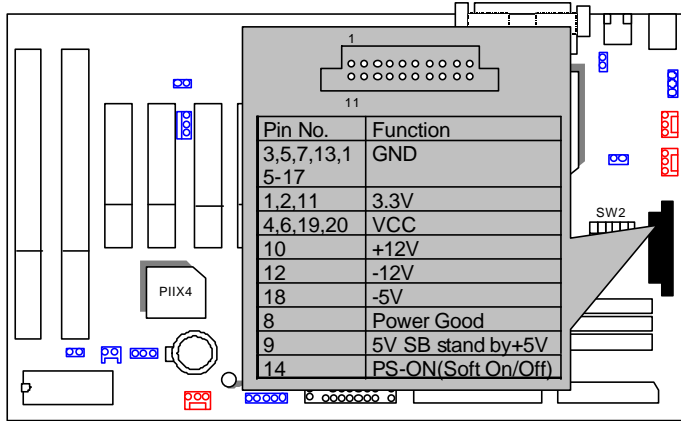 1
11
Pin No. Function
3,5,7,13,1 GND
5-17
1,2,11 3.3V
4,6,19,20 VCC
10 +12V
12 -12V
18 -5V
8 Power Good
9 5V SB stand by+5V
14 PS-ON(Soft On/Off)
SW2
PIIX4